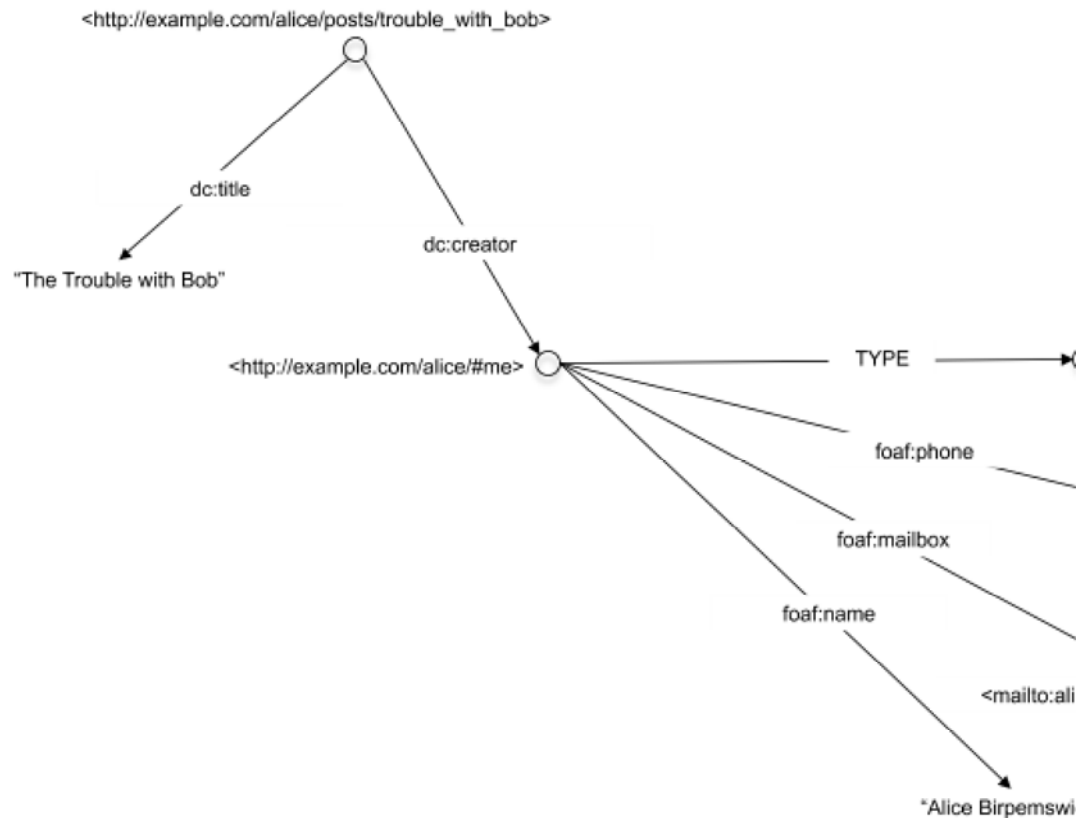 <http://example.com/alice/posts/trouble_with_bob>
dc:title
dc:creator
"The Trouble with Bob"
<http://example.com/alice/#me>
TYPE
foaf:phone
foaf:mailbox
foaf:name
<mailto:ali
"Alice Birpemswi